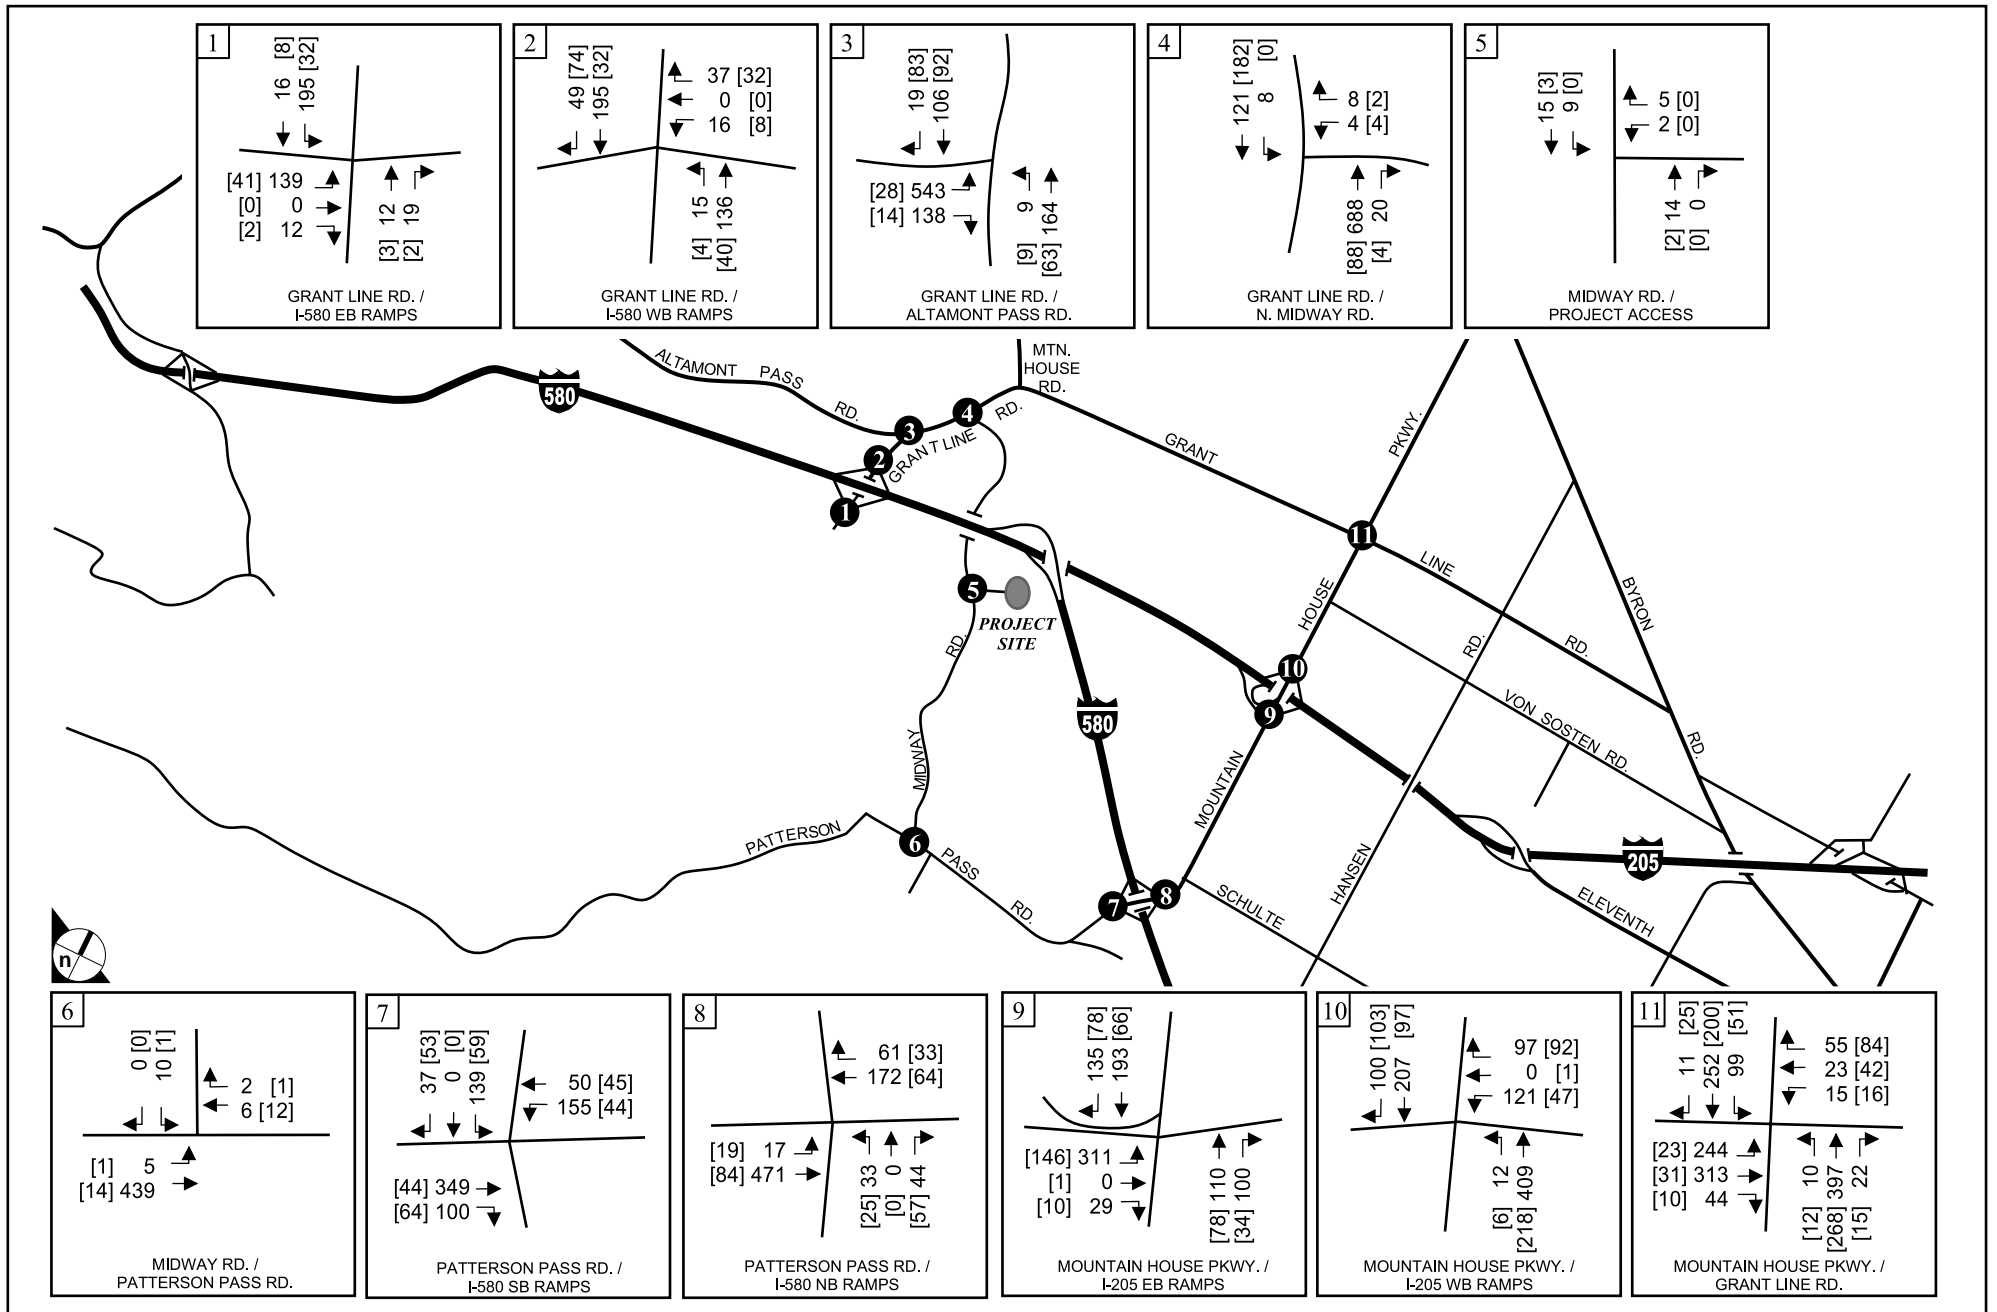 1
16 [8]
195 [32]
[41] 139
[0] 0
[2] 12
[3] 12
[2] 19
GRANT LINE RD. /
I-580 EB RAMPS
2
49 [74]
195 [32]
37 [32]
0 [0]
16 [8]
[4] 15
[40] 136
GRANT LINE RD. /
I-580 WB RAMPS
3
19 [83]
106 [92]
[28] 543
[14] 138
[9] 9
[63] 164
GRANT LINE RD. /
ALTAMONT PASS RD.
4
121 [182]
8 [0]
8 [2]
4 [4]
[88] 688
[4] 20
GRANT LINE RD. /
N. MIDWAY RD.
5
15 [3]
9 [0]
5 [0]
2 [0]
[2] 14
[0] 0
MIDWAY RD. /
PROJECT ACCESS
ALTAMONT PASS RD.
MTN.
HOUSE
RD.
GRANT LINE RD.
580
1
2
3
4
5
PROJECT
SITE
GRANT LINE RD.
MOUNTAIN HOUSE PKWY.
11
BYRON RD.
HANSEN RD.
VON SOSTEN RD.
10
9
580
MIDWAY RD.
6
PATTERSON PASS RD.
7
8
SCHULTE
ELEVENTH
205
n
6
0 [0]
10 [1]
2 [1]
6 [12]
[1] 5
[14] 439
MIDWAY RD. /
PATTERSON PASS RD.
7
37 [53]
0 [0]
139 [59]
50 [45]
155 [44]
[44] 349
[64] 100
PATTERSON PASS RD. /
I-580 SB RAMPS
8
61 [33]
172 [64]
[19] 17
[84] 471
[25] 33
[0] 0
[57] 44
PATTERSON PASS RD. /
I-580 NB RAMPS
9
135 [78]
193 [66]
[146] 311
[1] 0
[10] 29
[78] 110
[34] 100
MOUNTAIN HOUSE PKWY. /
I-205 EB RAMPS
10
100 [103]
207 [97]
97 [92]
0 [1]
121 [47]
[6] 12
[218] 409
MOUNTAIN HOUSE PKWY. /
I-205 WB RAMPS
11
11 [25]
252 [200]
99 [51]
55 [84]
23 [42]
15 [16]
[23] 244
[31] 313
[10] 44
[12] 10
[268] 397
[15] 22
MOUNTAIN HOUSE PKWY. /
GRANT LINE RD.